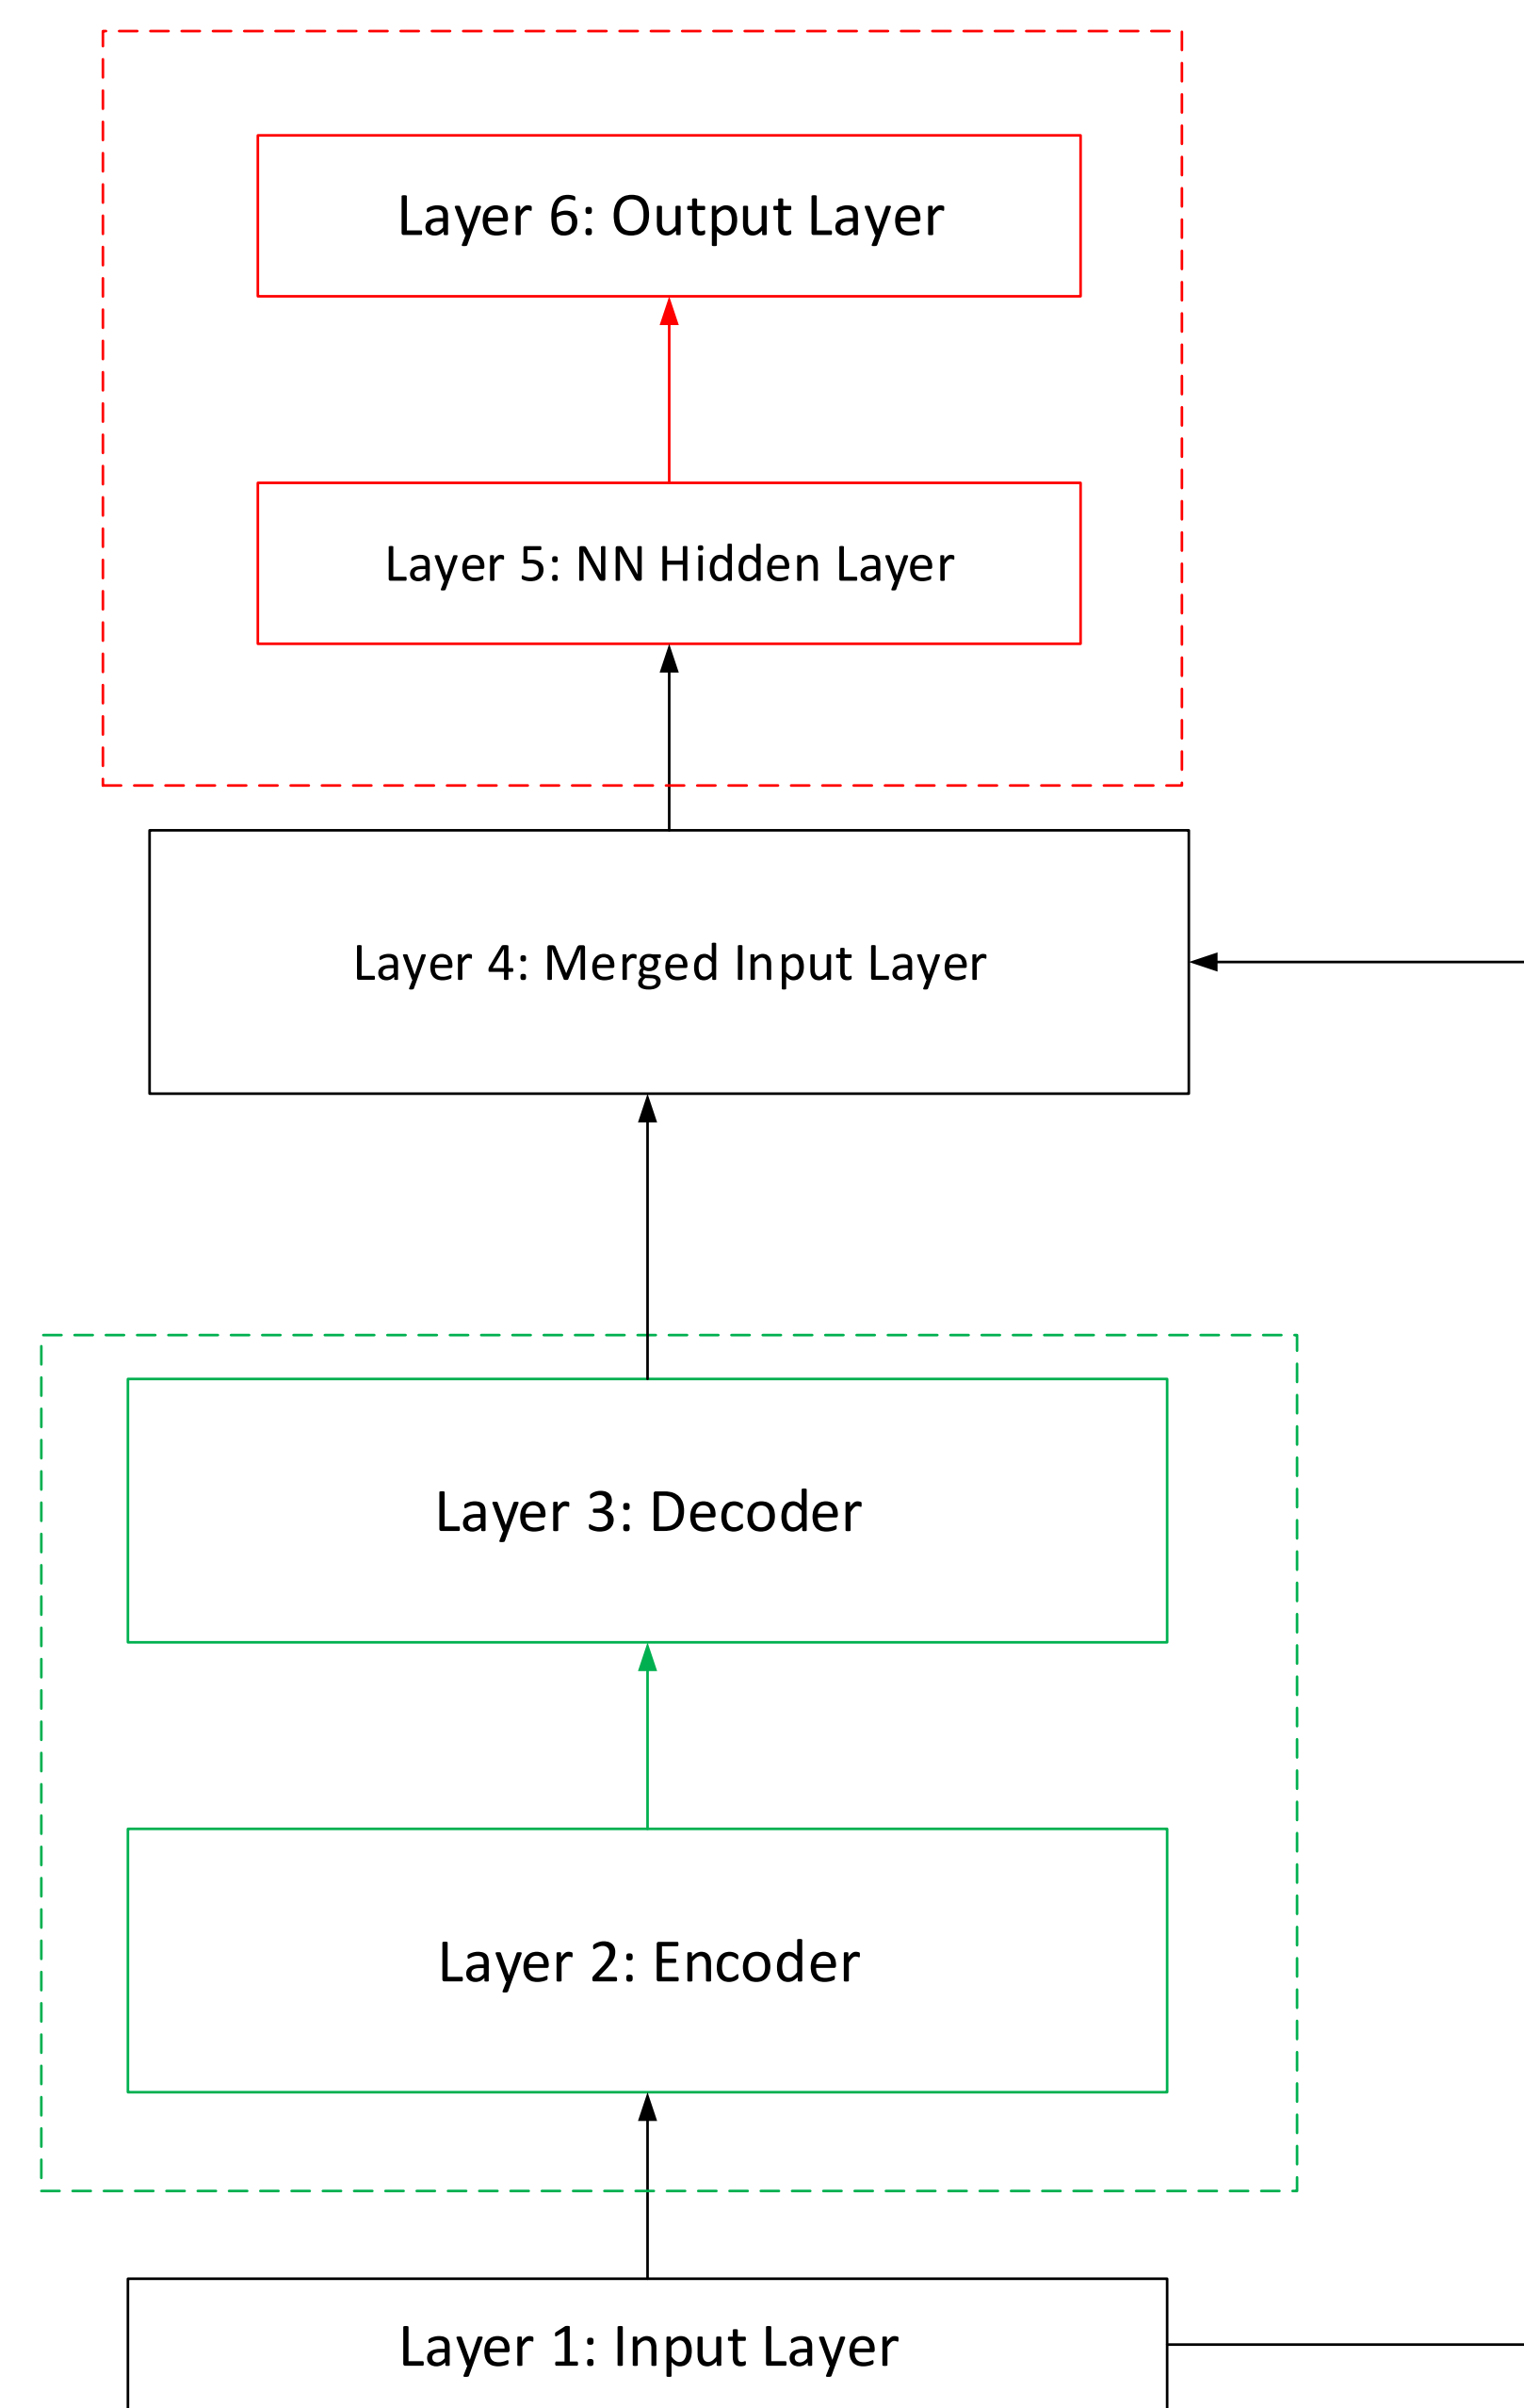 Layer 6: Output Layer
Layer 5: NN Hidden Layer
Layer 4: Merged Input Layer
Layer 3: Decoder
Layer 2: Encoder
Layer 1: Input Layer